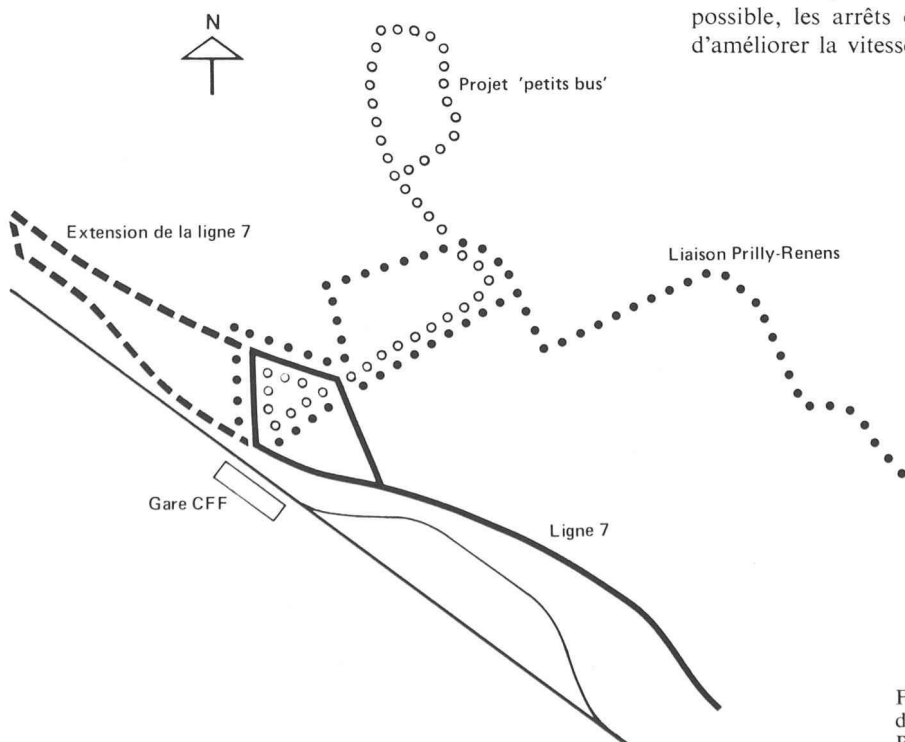 possible, les arrêts
d'améliorer la vitesse
N
Projet 'petits bus'
Extension de la ligne 7
Liaison Prilly-Renens
Gare CFF
Ligne 7